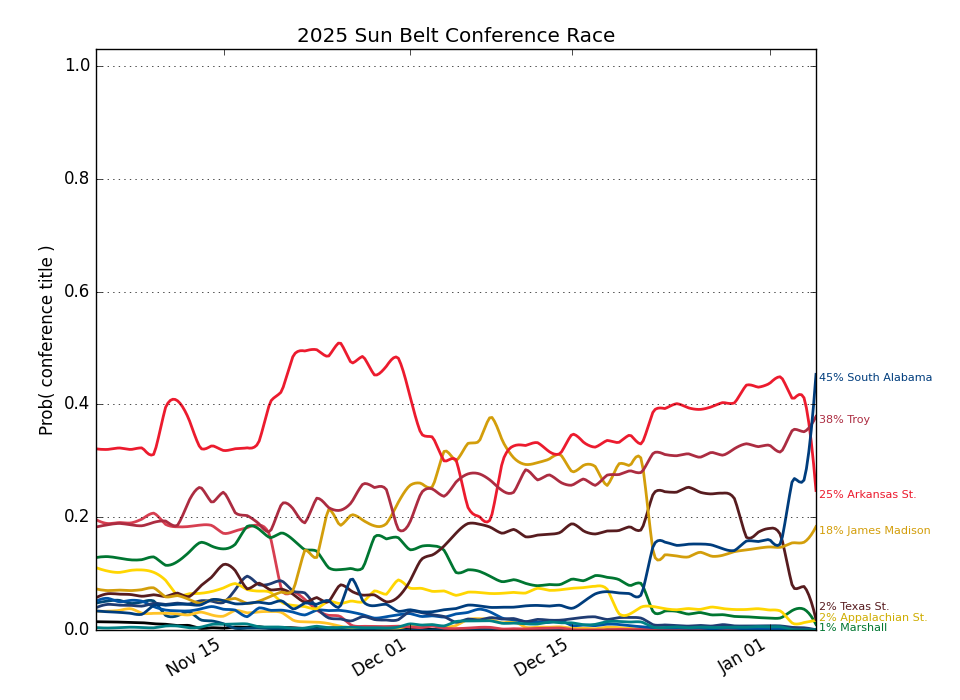 2025 Sun Belt Conference Race
1.0
0.8
0.6
0.4
0.2
0.0
Prob( conference title )
Nov 15
Dec 01
Dec 15
Jan 01
45% South Alabama
38% Troy
25% Arkansas St.
18% James Madison
2% Texas St.
2% Appalachian St.
1% Marshall